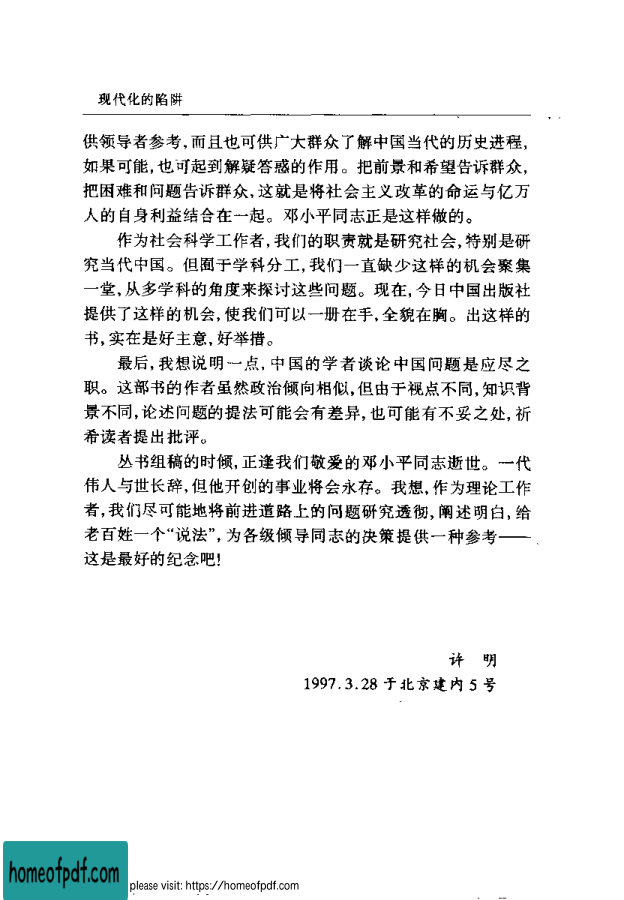 现代化的陷阱
供领导者参考,而且也可供广大群众了解中国当代的历史进程,
如果可能,也可起到解疑答惑的作用。把前景和希望告诉群众,
把困难和问题告诉群众,这就是将社会主义改革的命运与亿万
人的自身利益结合在一起。邓小平同志正是这样做的。
作为社会科学工作者,我们的职责就是研究社会,特别是研
究当代中国。但囿于学科分工,我们一直缺少这样的机会聚集
一堂,从多学科的角度来探讨这些问题。现在,今日中国出版社
提供了这样的机会,使我们可以一册在手,全貌在胸。出这样的
书,实在是好主意,好举措。
最后,我想说明一点,中国的学者谈论中国问题是应尽之
职。这部书的作者虽然政治倾向相似,但由于视点不同,知识背
景不同,论述问题的提法可能会有差异,也可能有不妥之处,祈
希读者提出批评。
丛书组稿的时候,正逢我们敬爱的邓小平同志逝世。一代
伟人与世长辞,但他开创的事业将会永存。我想,作为理论工作
者,我们尽可能地将前进道路上的问题研究透彻,阐述明白,给
老百姓一个“说法”,为各级领导同志的决策提供一种参考——
这是最好的纪念吧!
许 明
1997.3.28 于北京建内 5 号
homeofpdf.com
please visit: https://homeofpdf.com